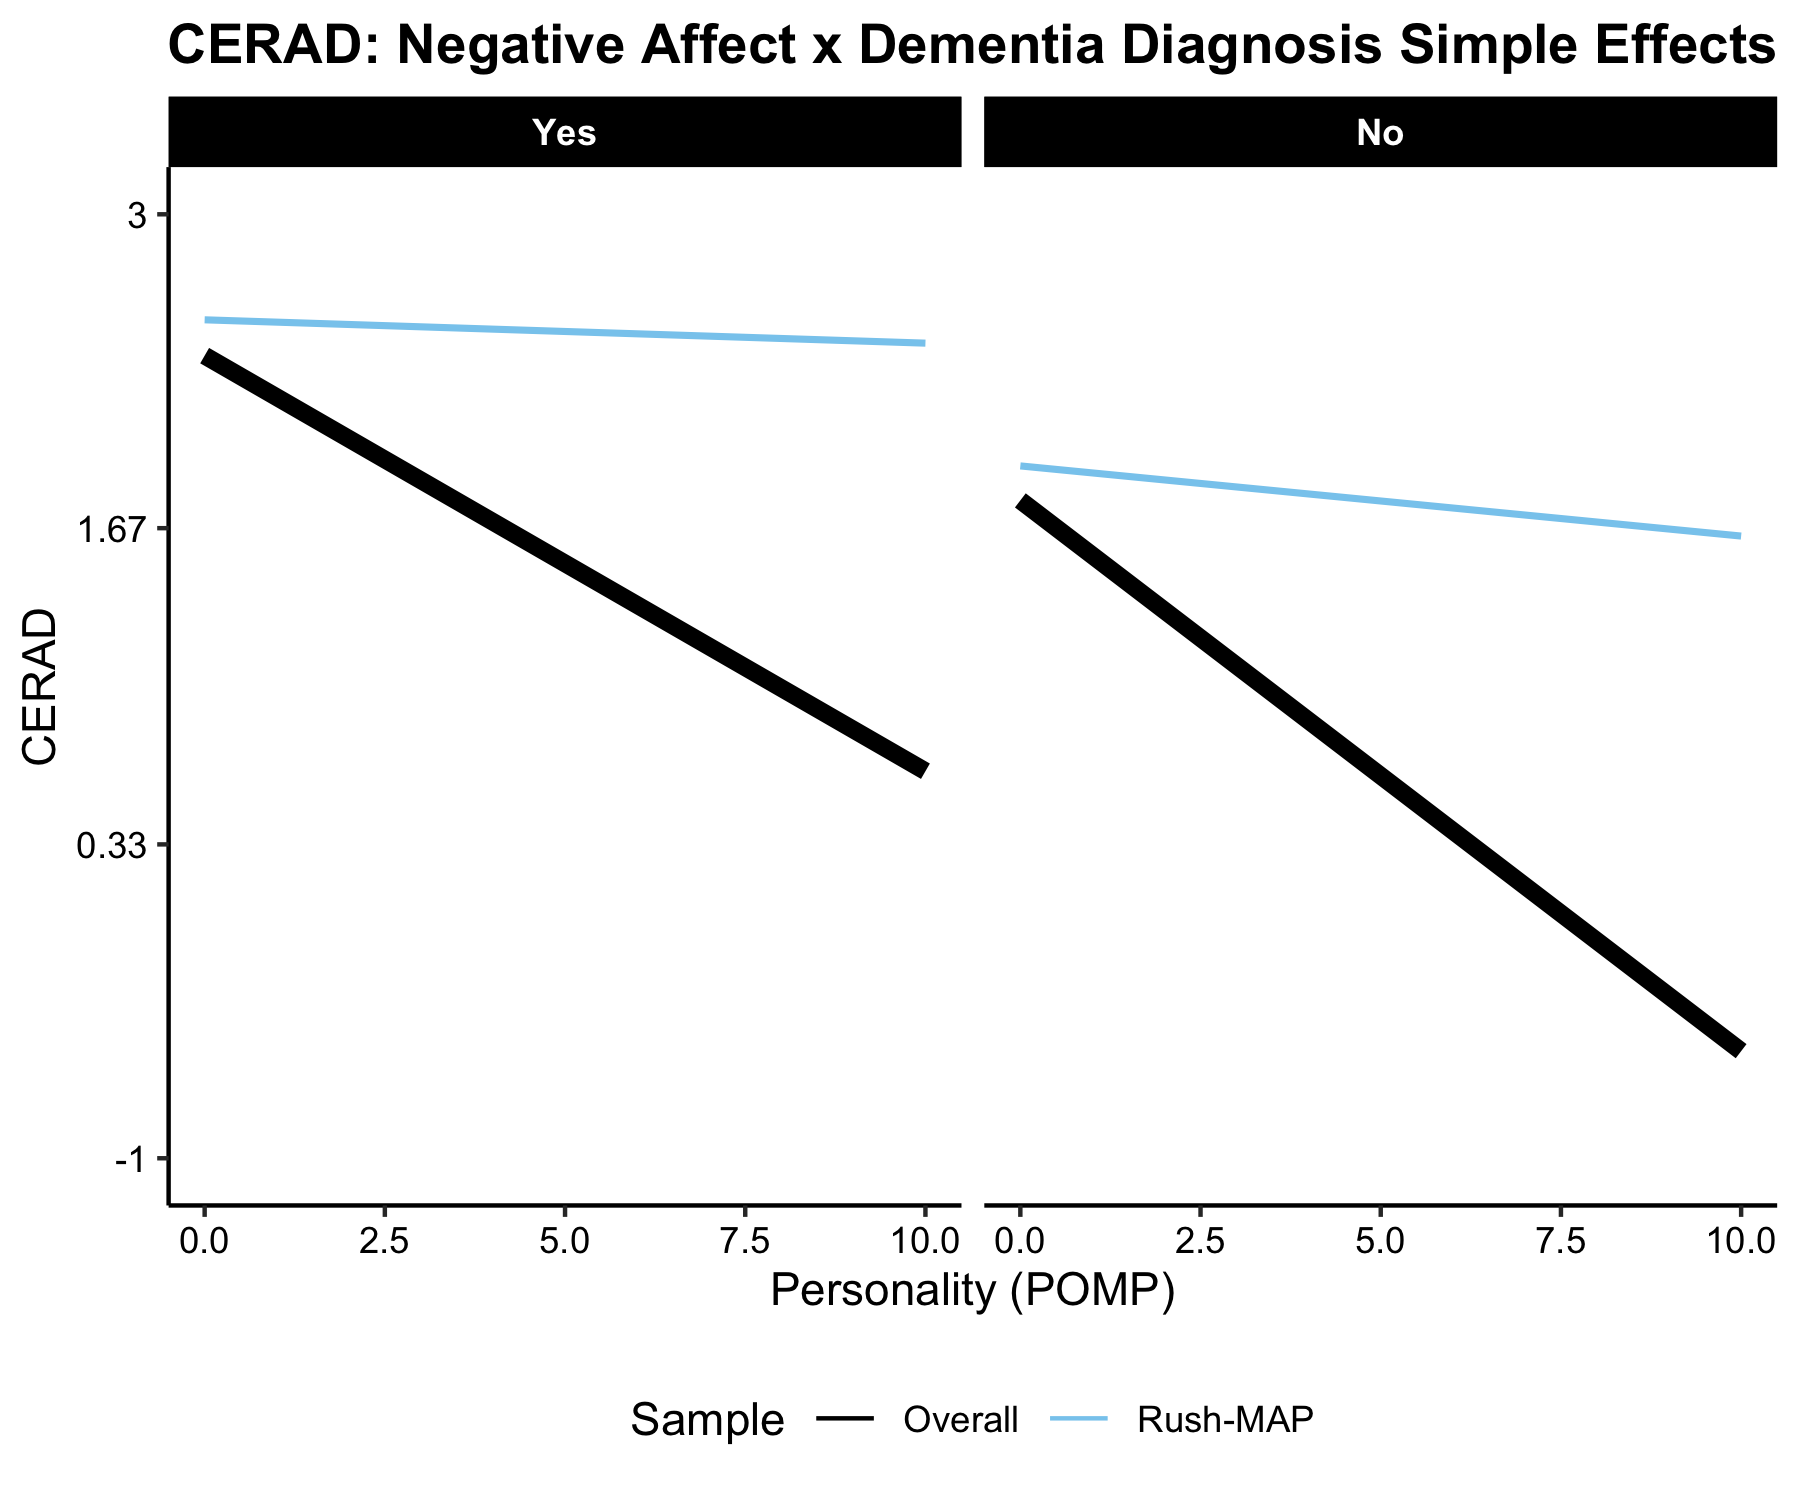 CERAD: Negative Affect x Dementia Diagnosis Simple Effects
Yes
No
3
1.67
0.33
-1
CERAD
0.0 2.5 5.0 7.5 10.0 0.0 2.5 5.0 7.5 10.0
Personality (POMP)
Sample Overall Rush-MAP